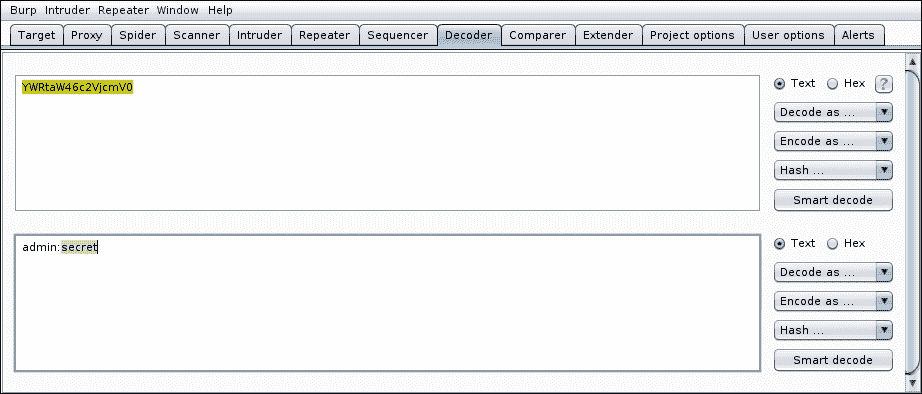 Burp Intruder Repeater Window Help
Target Proxy Spider Scanner Intruder Repeater Sequencer Decoder Comparer Extender Project options User options Alerts
YWRtaW46c2VjcmV0
Text Hex ?
Decode as ...
Encode as ...
Hash ...
Smart decode
admin:secret
Text Hex
Decode as ...
Encode as ...
Hash ...
Smart decode